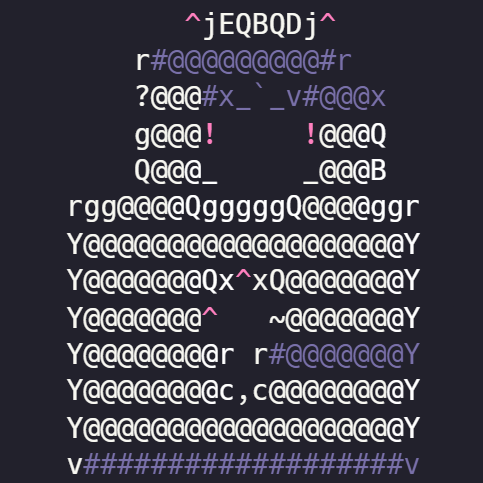 ^jEQBQDj^
    r#@@@@@@@@@#r
    ?@@@#x_`_v#@@@x
    g@@@!     !@@@Q
    Q@@@_     _@@@B
rgg@@@@QgggggQ@@@@ggr
Y@@@@@@@@@@@@@@@@@@@Y
Y@@@@@@@Qx^xQ@@@@@@@Y
Y@@@@@@@^   ~@@@@@@@Y
Y@@@@@@@@r r#@@@@@@@Y
Y@@@@@@@@c,c@@@@@@@@Y
Y@@@@@@@@@@@@@@@@@@@Y
v###################v